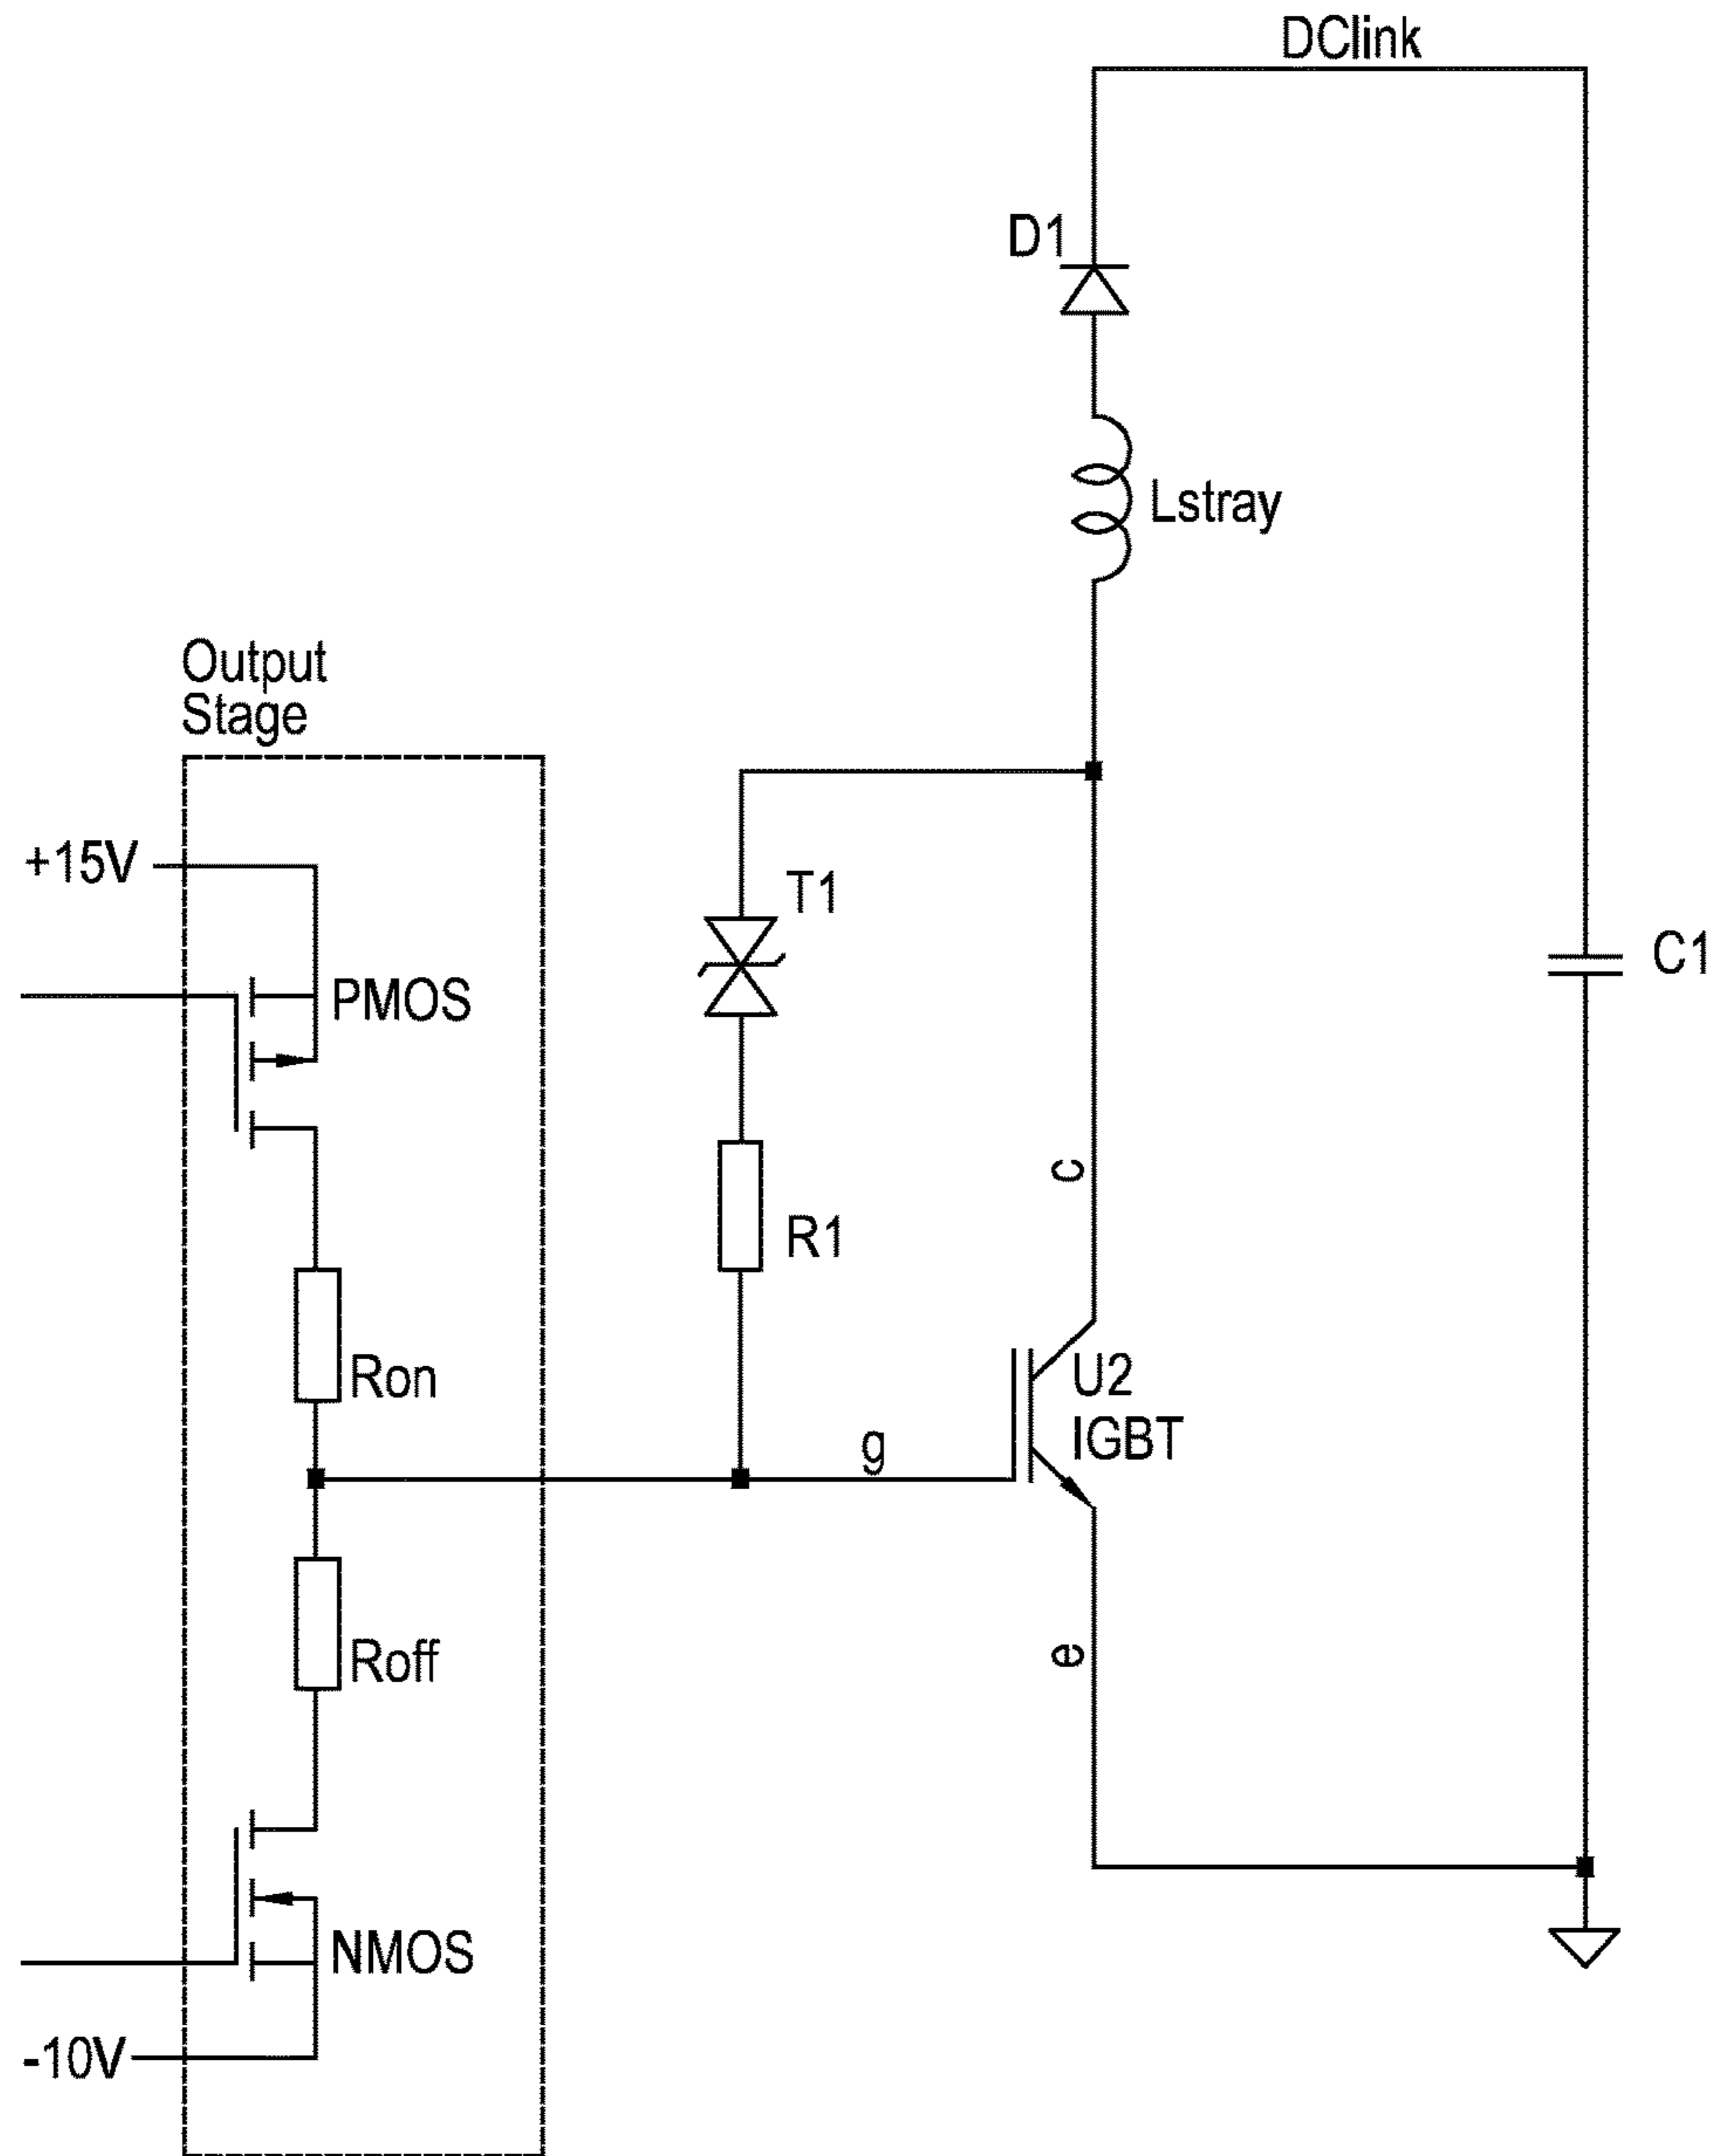 DClink
D1
Lstray
Output
Stage
+15V
T1
PMOS
C1
c
R1
Ron
U2
IGBT
g
Roff
e
NMOS
-10V